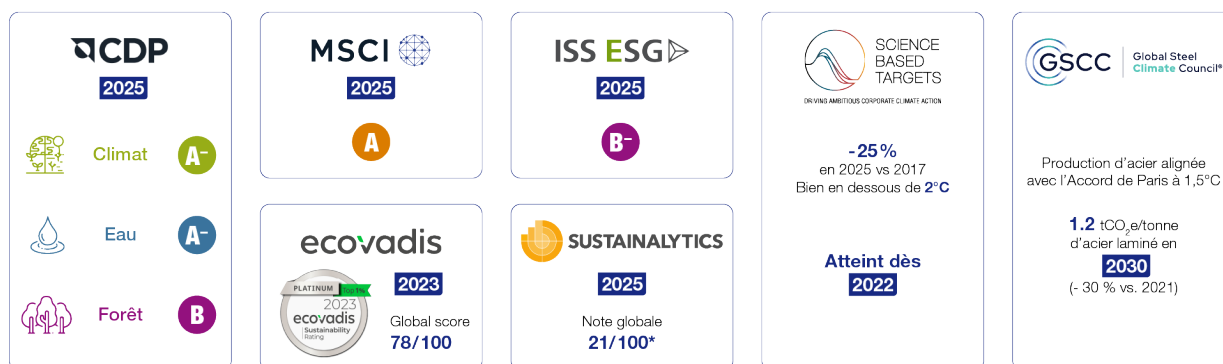 CDP
2025
Climat A-
Eau A-
Forêt B
MSCI
2025
A
ISS ESG
2025
B-
ecovadis
2023
PLATINUM Top 1%
2023
ecovadis
Sustainability
Rating
Global score
78/100
SUSTAINALYTICS
2025
Note globale
21/100*
SCIENCE
BASED
TARGETS
DRIVING AMBITIOUS CORPORATE CLIMATE ACTION
-25%
en 2025 vs 2017
Bien en dessous de 2°C
Atteint dès
2022
GSCC
Global Steel
Climate Council®
Production d'acier alignée
avec l'Accord de Paris à 1,5°C
1.2 tCO₂e/tonne
d'acier laminé en
2030
(- 30 % vs. 2021)